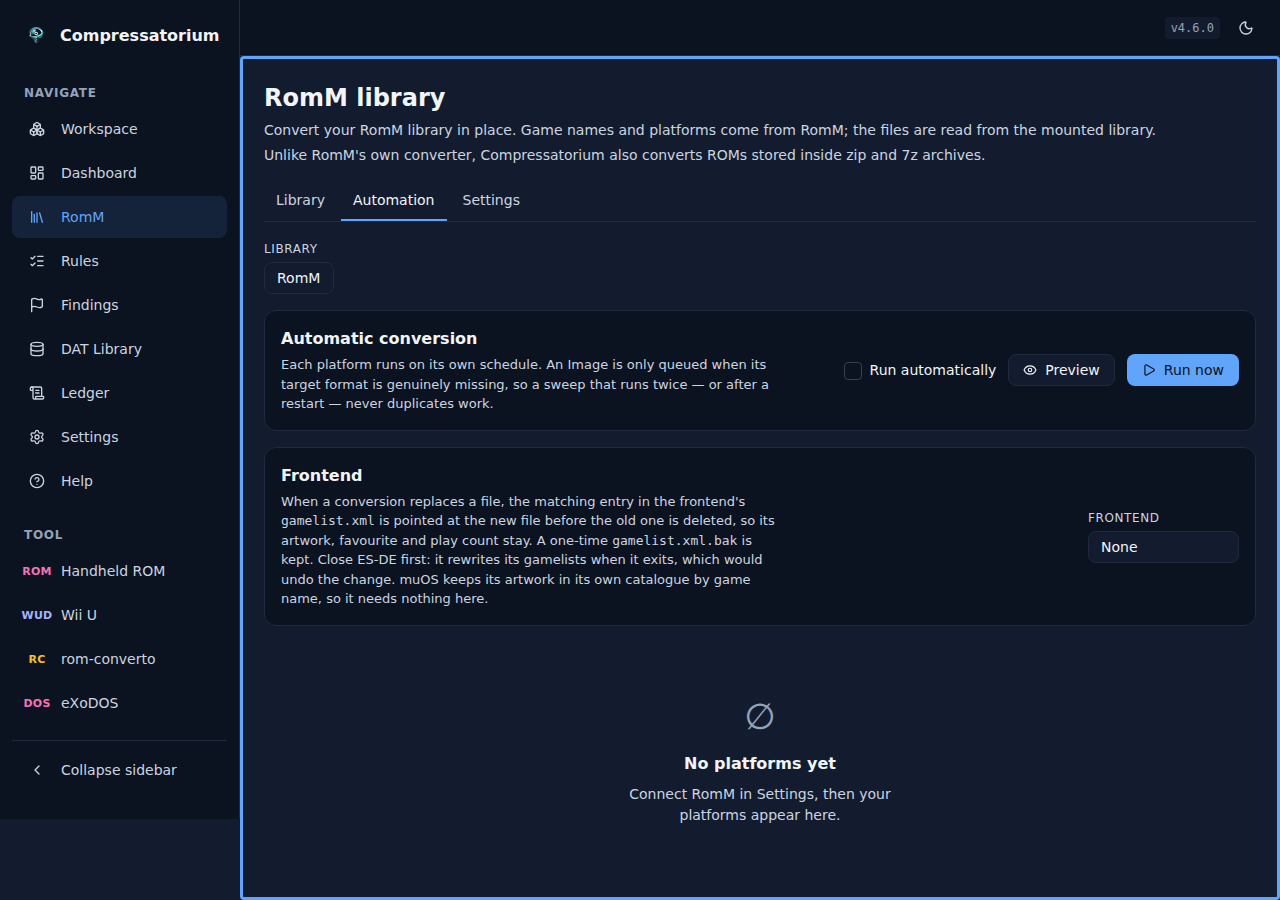 Compressatorium
v4.6.0
NAVIGATE
Workspace
Dashboard
RomM
Rules
Findings
DAT Library
Ledger
Settings
Help
TOOL
ROM Handheld ROM
WUD Wii U
RC rom-converto
DOS eXoDOS
Collapse sidebar
RomM library
Convert your RomM library in place. Game names and platforms come from RomM; the files are read from the mounted library.
Unlike RomM's own converter, Compressatorium also converts ROMs stored inside zip and 7z archives.
Library Automation Settings
LIBRARY
RomM
Automatic conversion
Each platform runs on its own schedule. An Image is only queued when its
target format is genuinely missing, so a sweep that runs twice — or after a
restart — never duplicates work.
Run automatically Preview Run now
Frontend
When a conversion replaces a file, the matching entry in the frontend's
gamelist.xml is pointed at the new file before the old one is deleted, so its
artwork, favourite and play count stay. A one-time gamelist.xml.bak is
kept. Close ES-DE first: it rewrites its gamelists when it exits, which would
undo the change. muOS keeps its artwork in its own catalogue by game
name, so it needs nothing here.
FRONTEND
None
No platforms yet
Connect RomM in Settings, then your
platforms appear here.